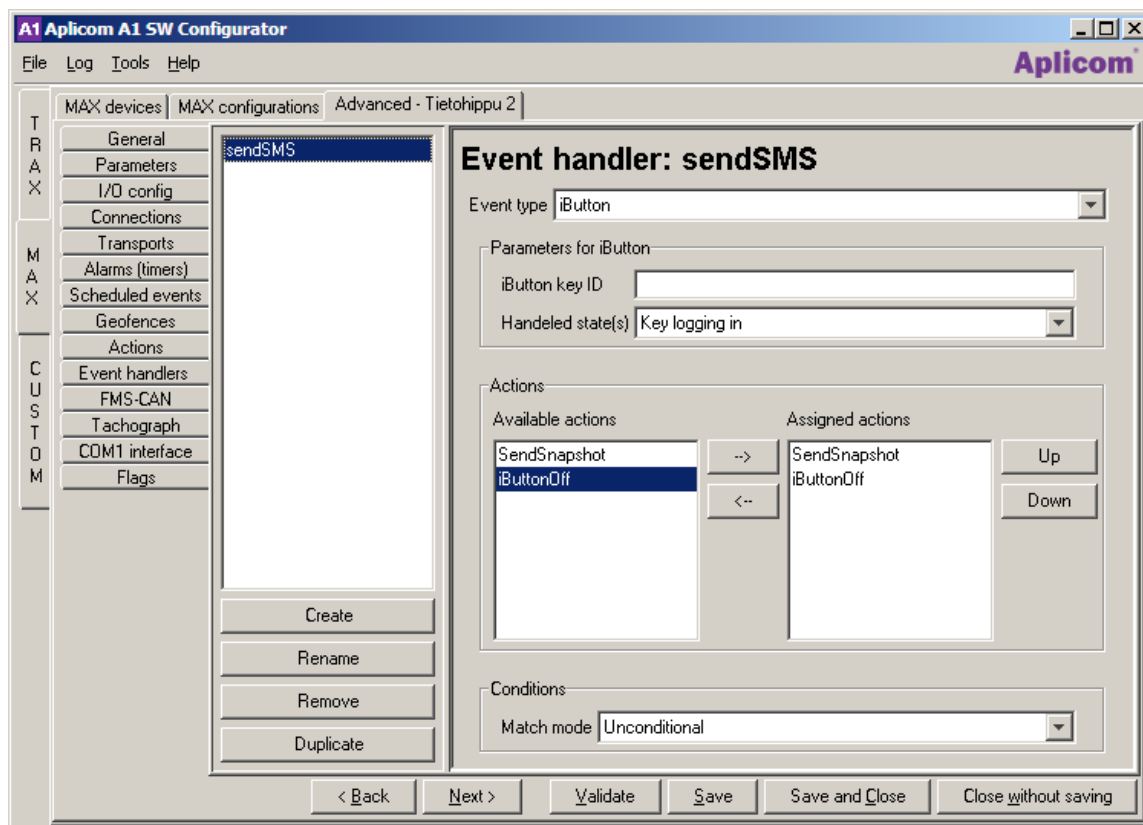 A1 Aplicom A1 SW Configurator
File Log Tools Help
Aplicom
TRAX
MAX
CUSTOM
MAX devices MAX configurations Advanced - Tietohippu 2
General
Parameters
I/O config
Connections
Transports
Alarms (timers)
Scheduled events
Geofences
Actions
Event handlers
FMS-CAN
Tachograph
COM1 interface
Flags
sendSMS
Create
Rename
Remove
Duplicate
Event handler: sendSMS
Event type iButton
Parameters for iButton
iButton key ID
Handeled state(s) Key logging in
Actions
Available actions
SendSnapshot
iButtonOff
-->
<--
Assigned actions
SendSnapshot
iButtonOff
Up
Down
Conditions
Match mode Unconditional
< Back Next > Validate Save Save and Close Close without saving